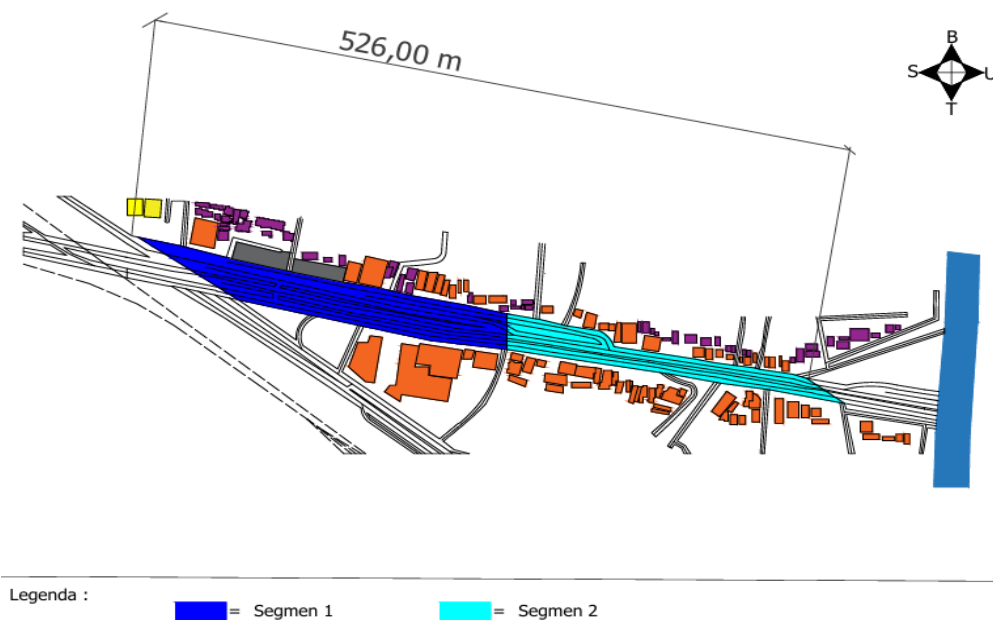 526,00 m
B
S
U
T
Legenda :
= Segmen 1
= Segmen 2